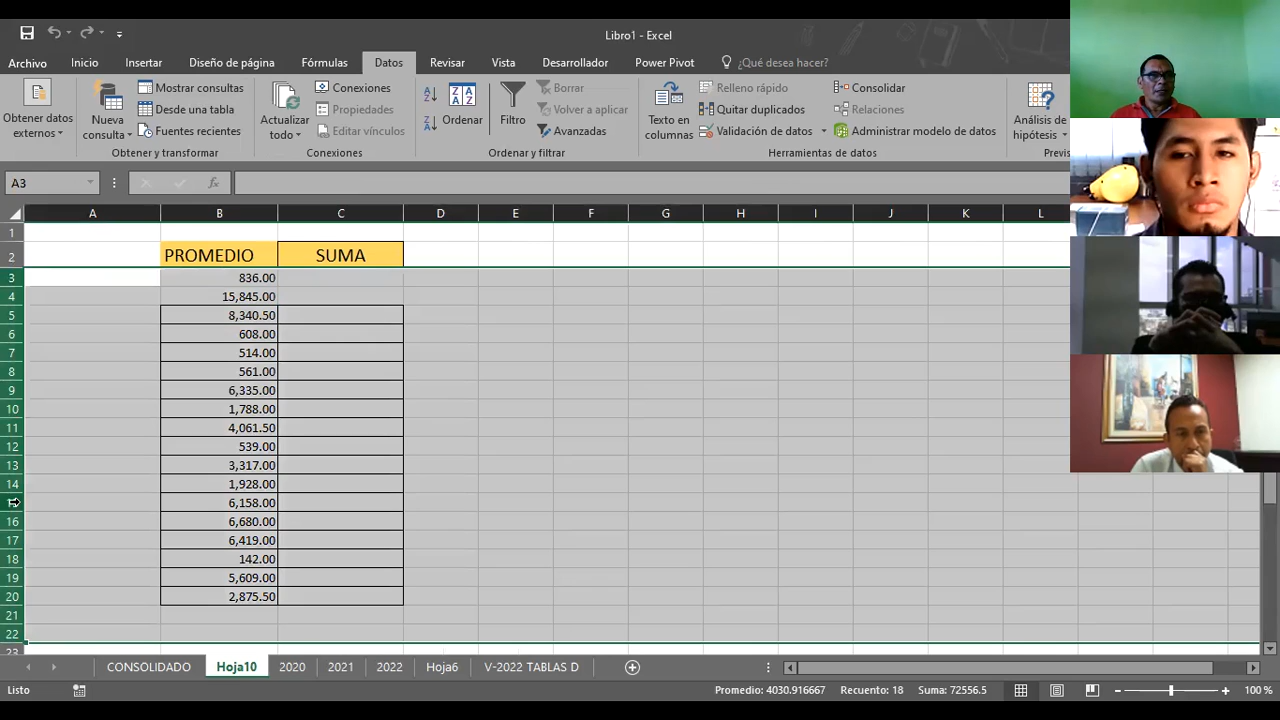 Libro1 - Excel
Archivo Inicio Insertar Diseño de página Fórmulas Datos Revisar Vista Desarrollador Power Pivot ¿Qué desea hacer?
Obtener datos externos
Nueva consulta
Mostrar consultas
Desde una tabla
Fuentes recientes
Obtener y transformar
Actualizar todo
Conexiones
Propiedades
Editar vínculos
Conexiones
Ordenar
Filtro
Borrar
Volver a aplicar
Avanzadas
Ordenar y filtrar
Texto en columnas
Relleno rápido
Quitar duplicados
Validación de datos
Consolidar
Relaciones
Administrar modelo de datos
Herramientas de datos
Análisis de hipótesis
Previs
A3 fx
A B C D E F G H I J K L
1
2 PROMEDIO SUMA
3 836.00
4 15,845.00
5 8,340.50
6 608.00
7 514.00
8 561.00
9 6,335.00
10 1,788.00
11 4,061.50
12 539.00
13 3,317.00
14 1,928.00
6,158.00
16 6,680.00
17 6,419.00
18 142.00
19 5,609.00
20 2,875.50
21
22
23
CONSOLIDADO Hoja10 2020 2021 2022 Hoja6 V-2022 TABLAS D
Listo Promedio: 4030.916667 Recuento: 18 Suma: 72556.5 100 %